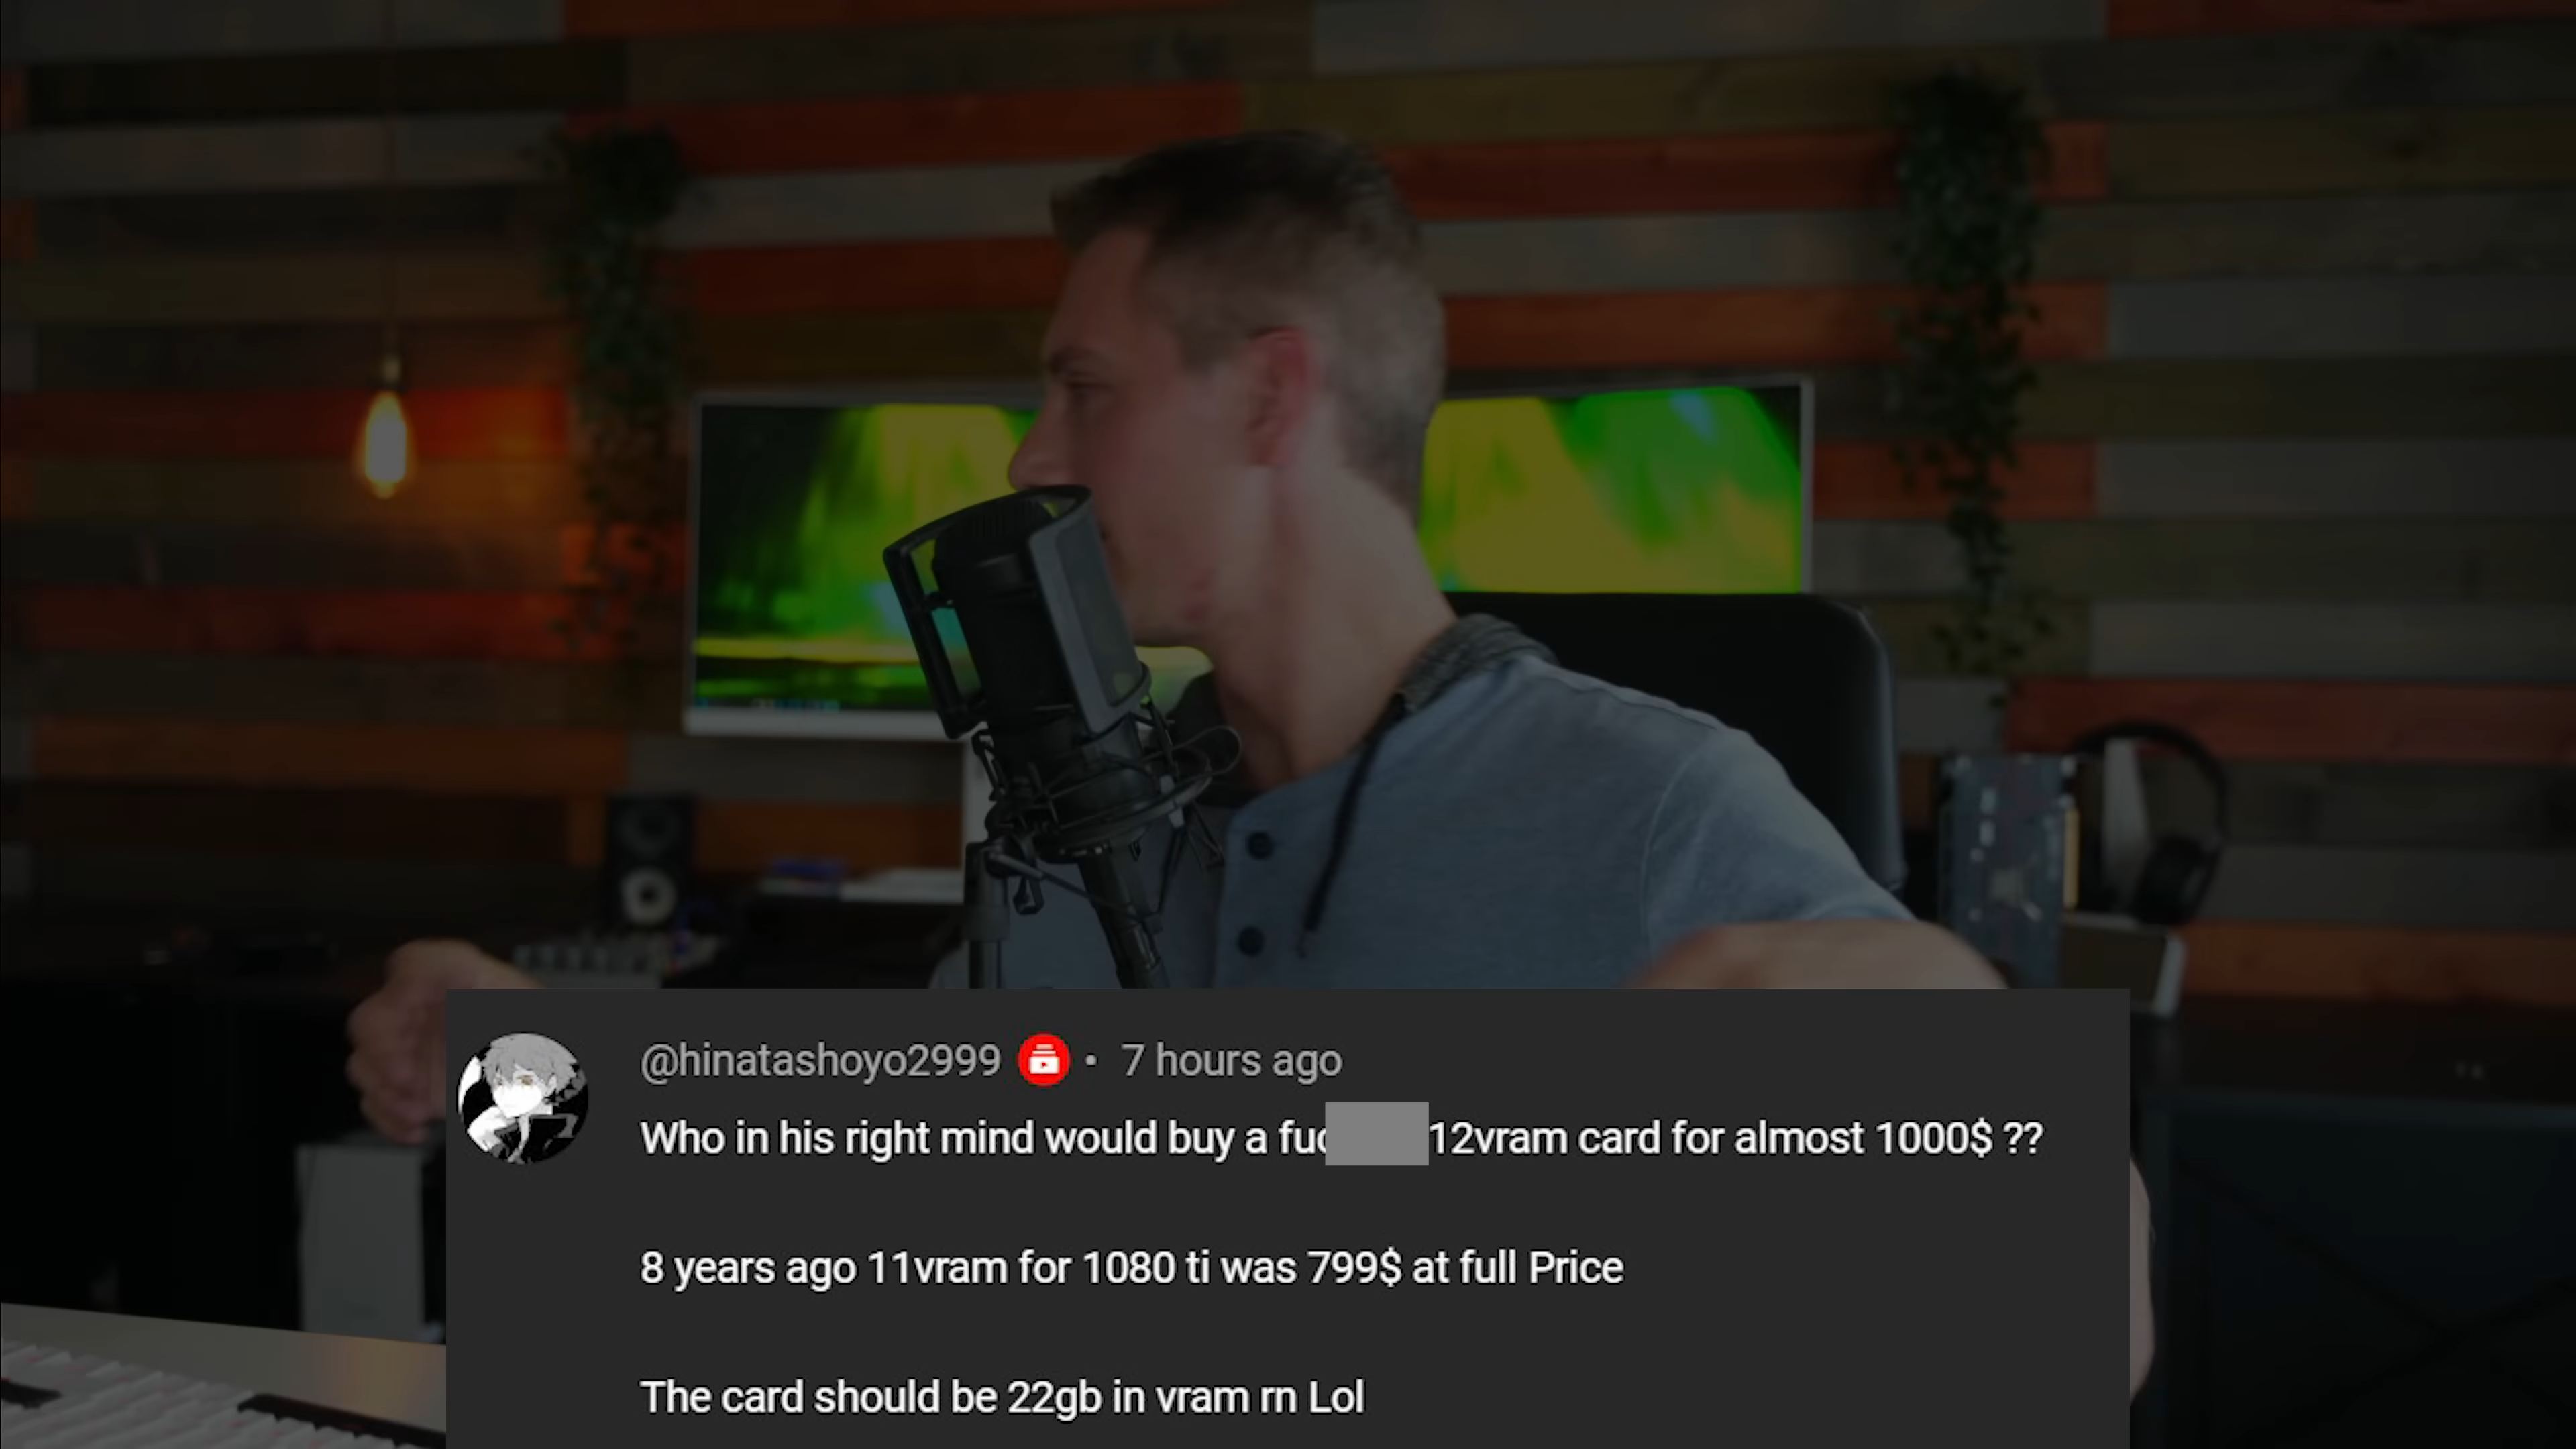 @hinatashoyo2999 • 7 hours ago
Who in his right mind would buy a fuc 12vram card for almost 1000$ ??
8 years ago 11vram for 1080 ti was 799$ at full Price
The card should be 22gb in vram rn Lol